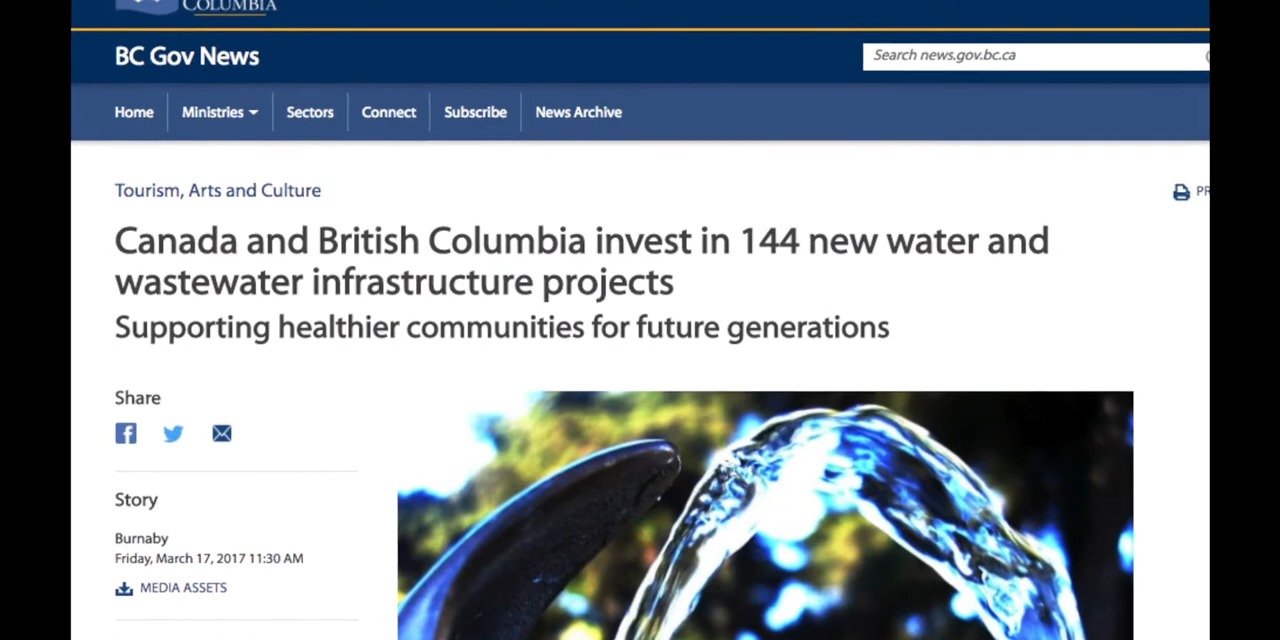 COLUMBIA
BC Gov News
Search news.gov.bc.ca
Home
Ministries
Sectors
Connect
Subscribe
News Archive
Tourism, Arts and Culture
PR
Canada and British Columbia invest in 144 new water and
wastewater infrastructure projects
Supporting healthier communities for future generations
Share
Story
Burnaby
Friday, March 17, 2017 11:30 AM
MEDIA ASSETS